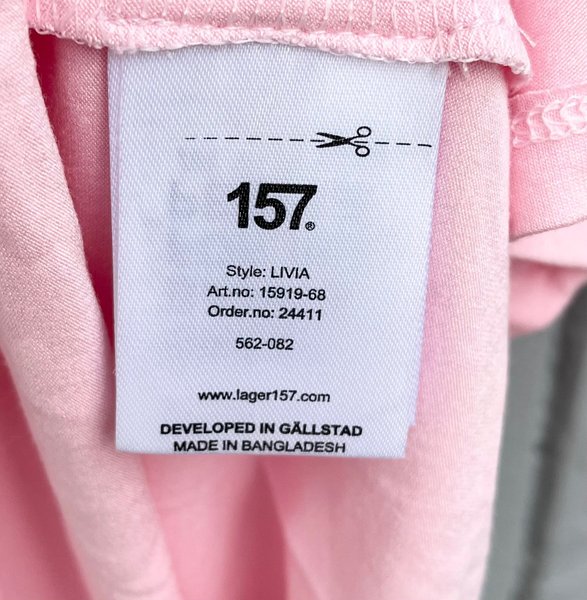 157®
Style: LIVIA
Art.no: 15919-68
Order.no: 24411
562-082
www.lager157.com
DEVELOPED IN GÄLLSTAD
MADE IN BANGLADESH